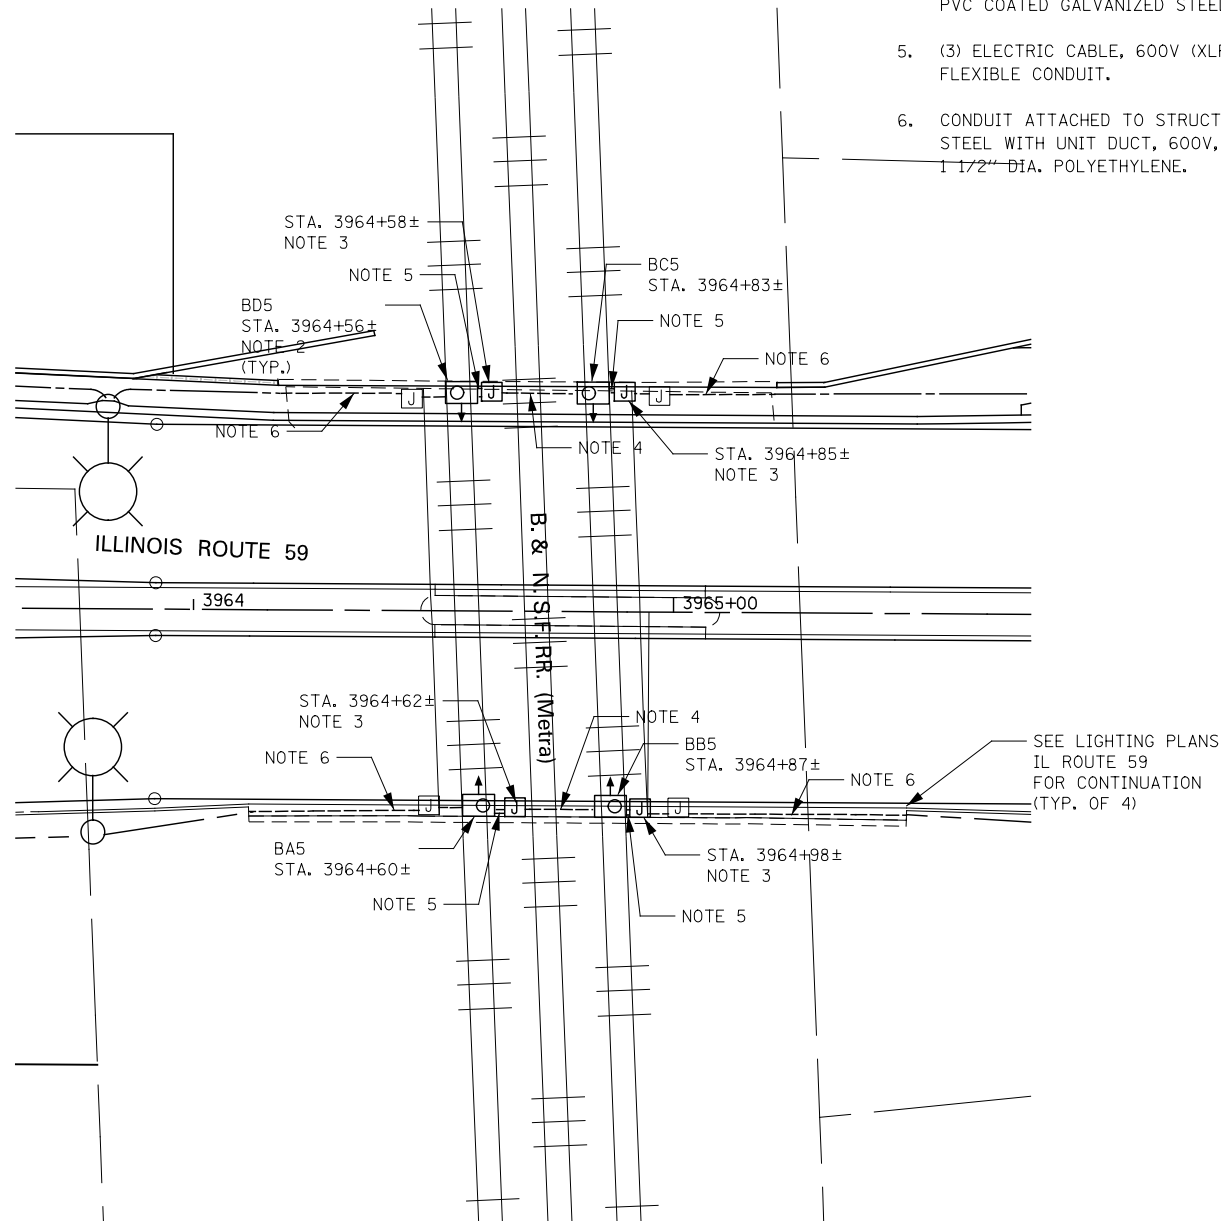 PVC COATED GALVANIZED STEEL
5. (3) ELECTRIC CABLE, 600V
FLEXIBLE CONDUIT.
6. CONDUIT ATTACHED TO STRUCT
STEEL WITH UNIT DUCT, 600V,
1 1/2" DIA. POLYETHYLENE.
STA. 3964+58±
NOTE 3
NOTE 5
BC5
STA. 3964+83±
BD5
STA. 3964+56±
NOTE 2
(TYP.)
NOTE 5
NOTE 6
J
J
J
J
NOTE 6
NOTE 4
STA. 3964+85±
NOTE 3
ILLINOIS ROUTE 59
B. & N.S.F. RR. (Metra)
3964
3965+00
STA. 3964+62±
NOTE 3
NOTE 4
NOTE 6
BB5
STA. 3964+87±
NOTE 6
SEE LIGHTING PLANS
IL ROUTE 59
FOR CONTINUATION
(TYP. OF 4)
J
J
J
J
BA5
STA. 3964+60±
STA. 3964+98±
NOTE 3
NOTE 5
NOTE 5